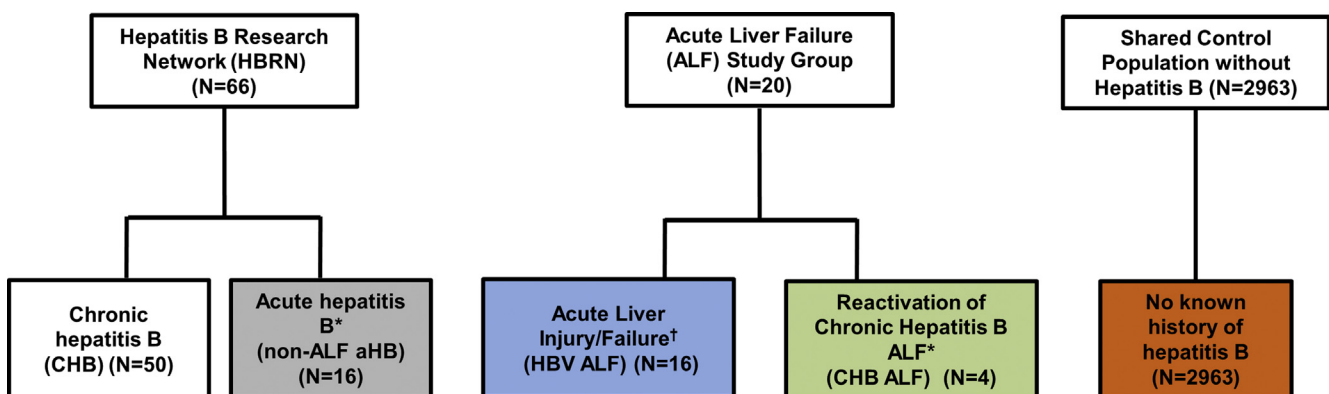 Hepatitis B Research
Network (HBRN)
(N=66)
Acute Liver Failure
(ALF) Study Group
(N=20)
Shared Control
Population without
Hepatitis B (N=2963)
Chronic
hepatitis B
(CHB) (N=50)
Acute hepatitis
B*
(non-ALF aHB)
(N=16)
Acute Liver
Injury/Failure†
(HBV ALF) (N=16)
Reactivation of
Chronic Hepatitis B
ALF*
(CHB ALF) (N=4)
No known
history of
hepatitis B
(N=2963)